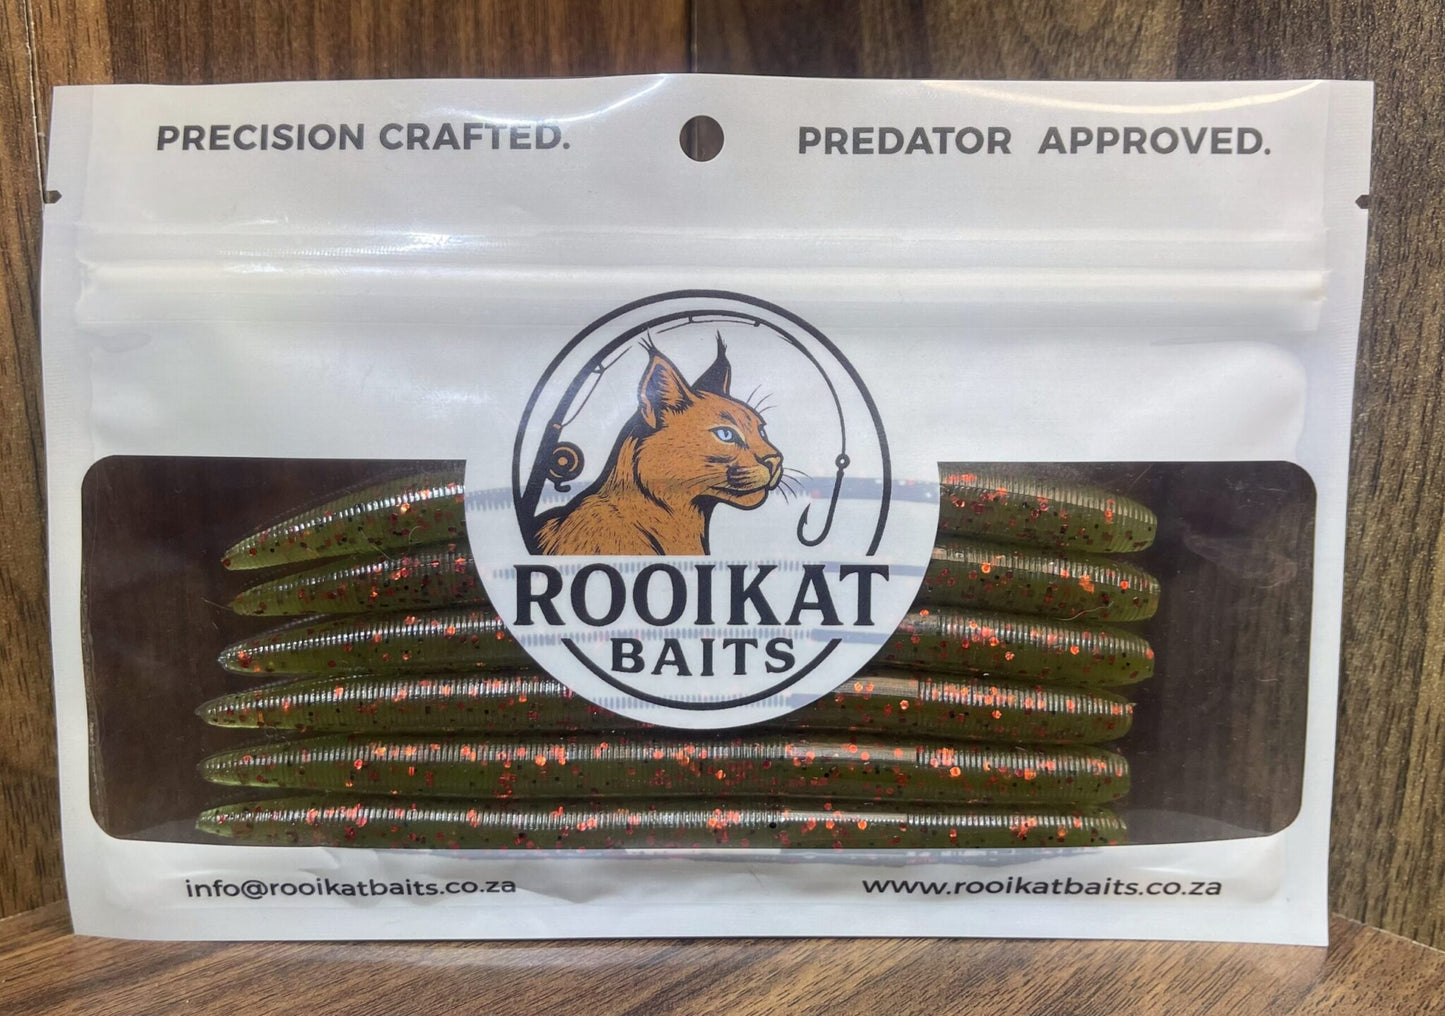 PRECISION CRAFTED.
PREDATOR APPROVED.
ROOIKAT
BAITS
info@rooikatbaits.co.za
www.rooikatbaits.co.za